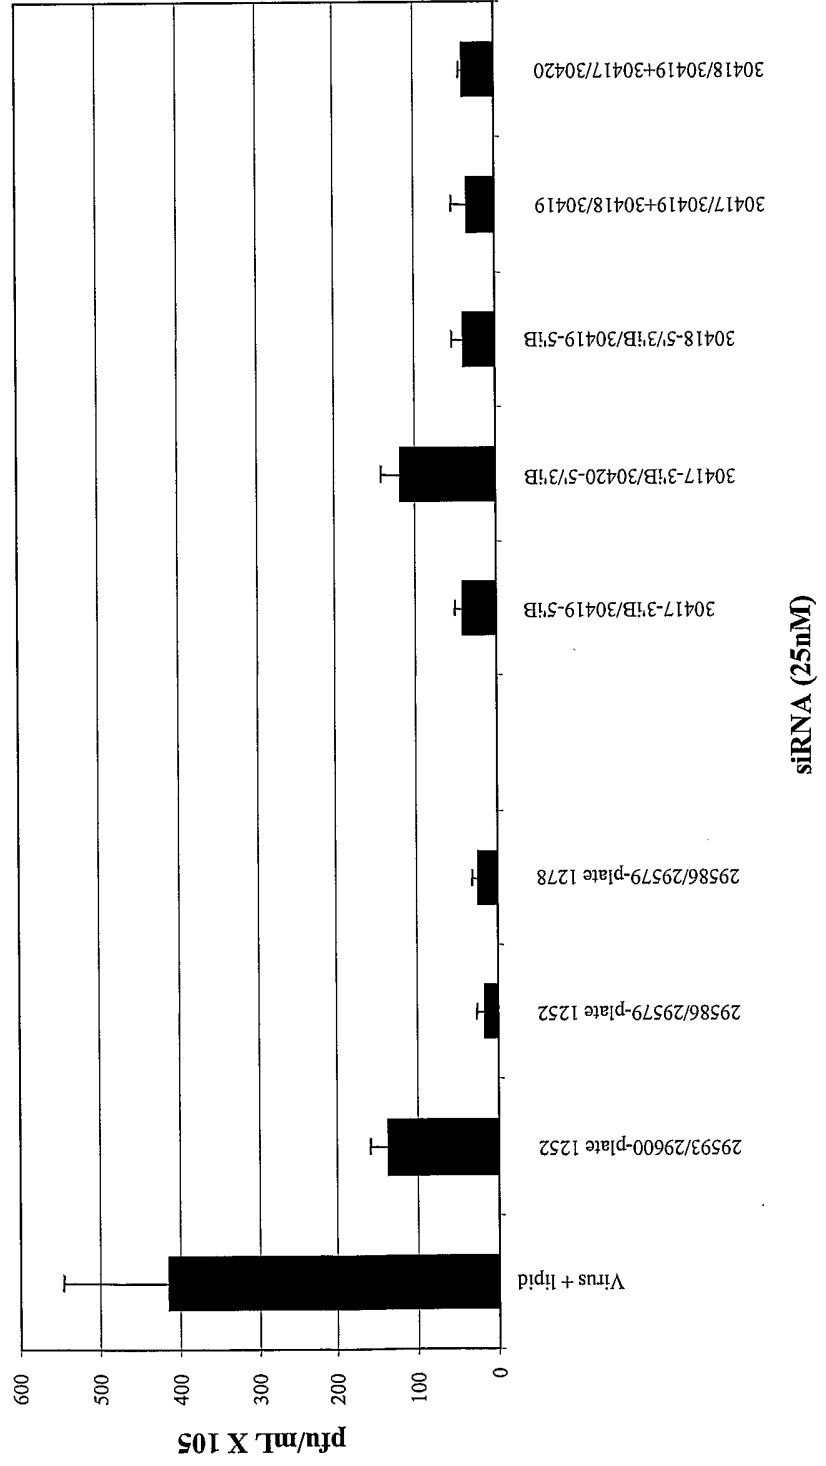 pfu/mL X 105
600
500
400
300
200
100
0
Virus + lipid
29593/29600-plate 1252
29586/29579-plate 1252
29586/29579-plate 1278
30417-3'iB/30419-5'iB
30417-3'iB/30420-5'/3'iB
30418-5'/3'iB/30419-5'iB
30417/30419+30418/30419
30418/30419+30417/30420
siRNA (25nM)